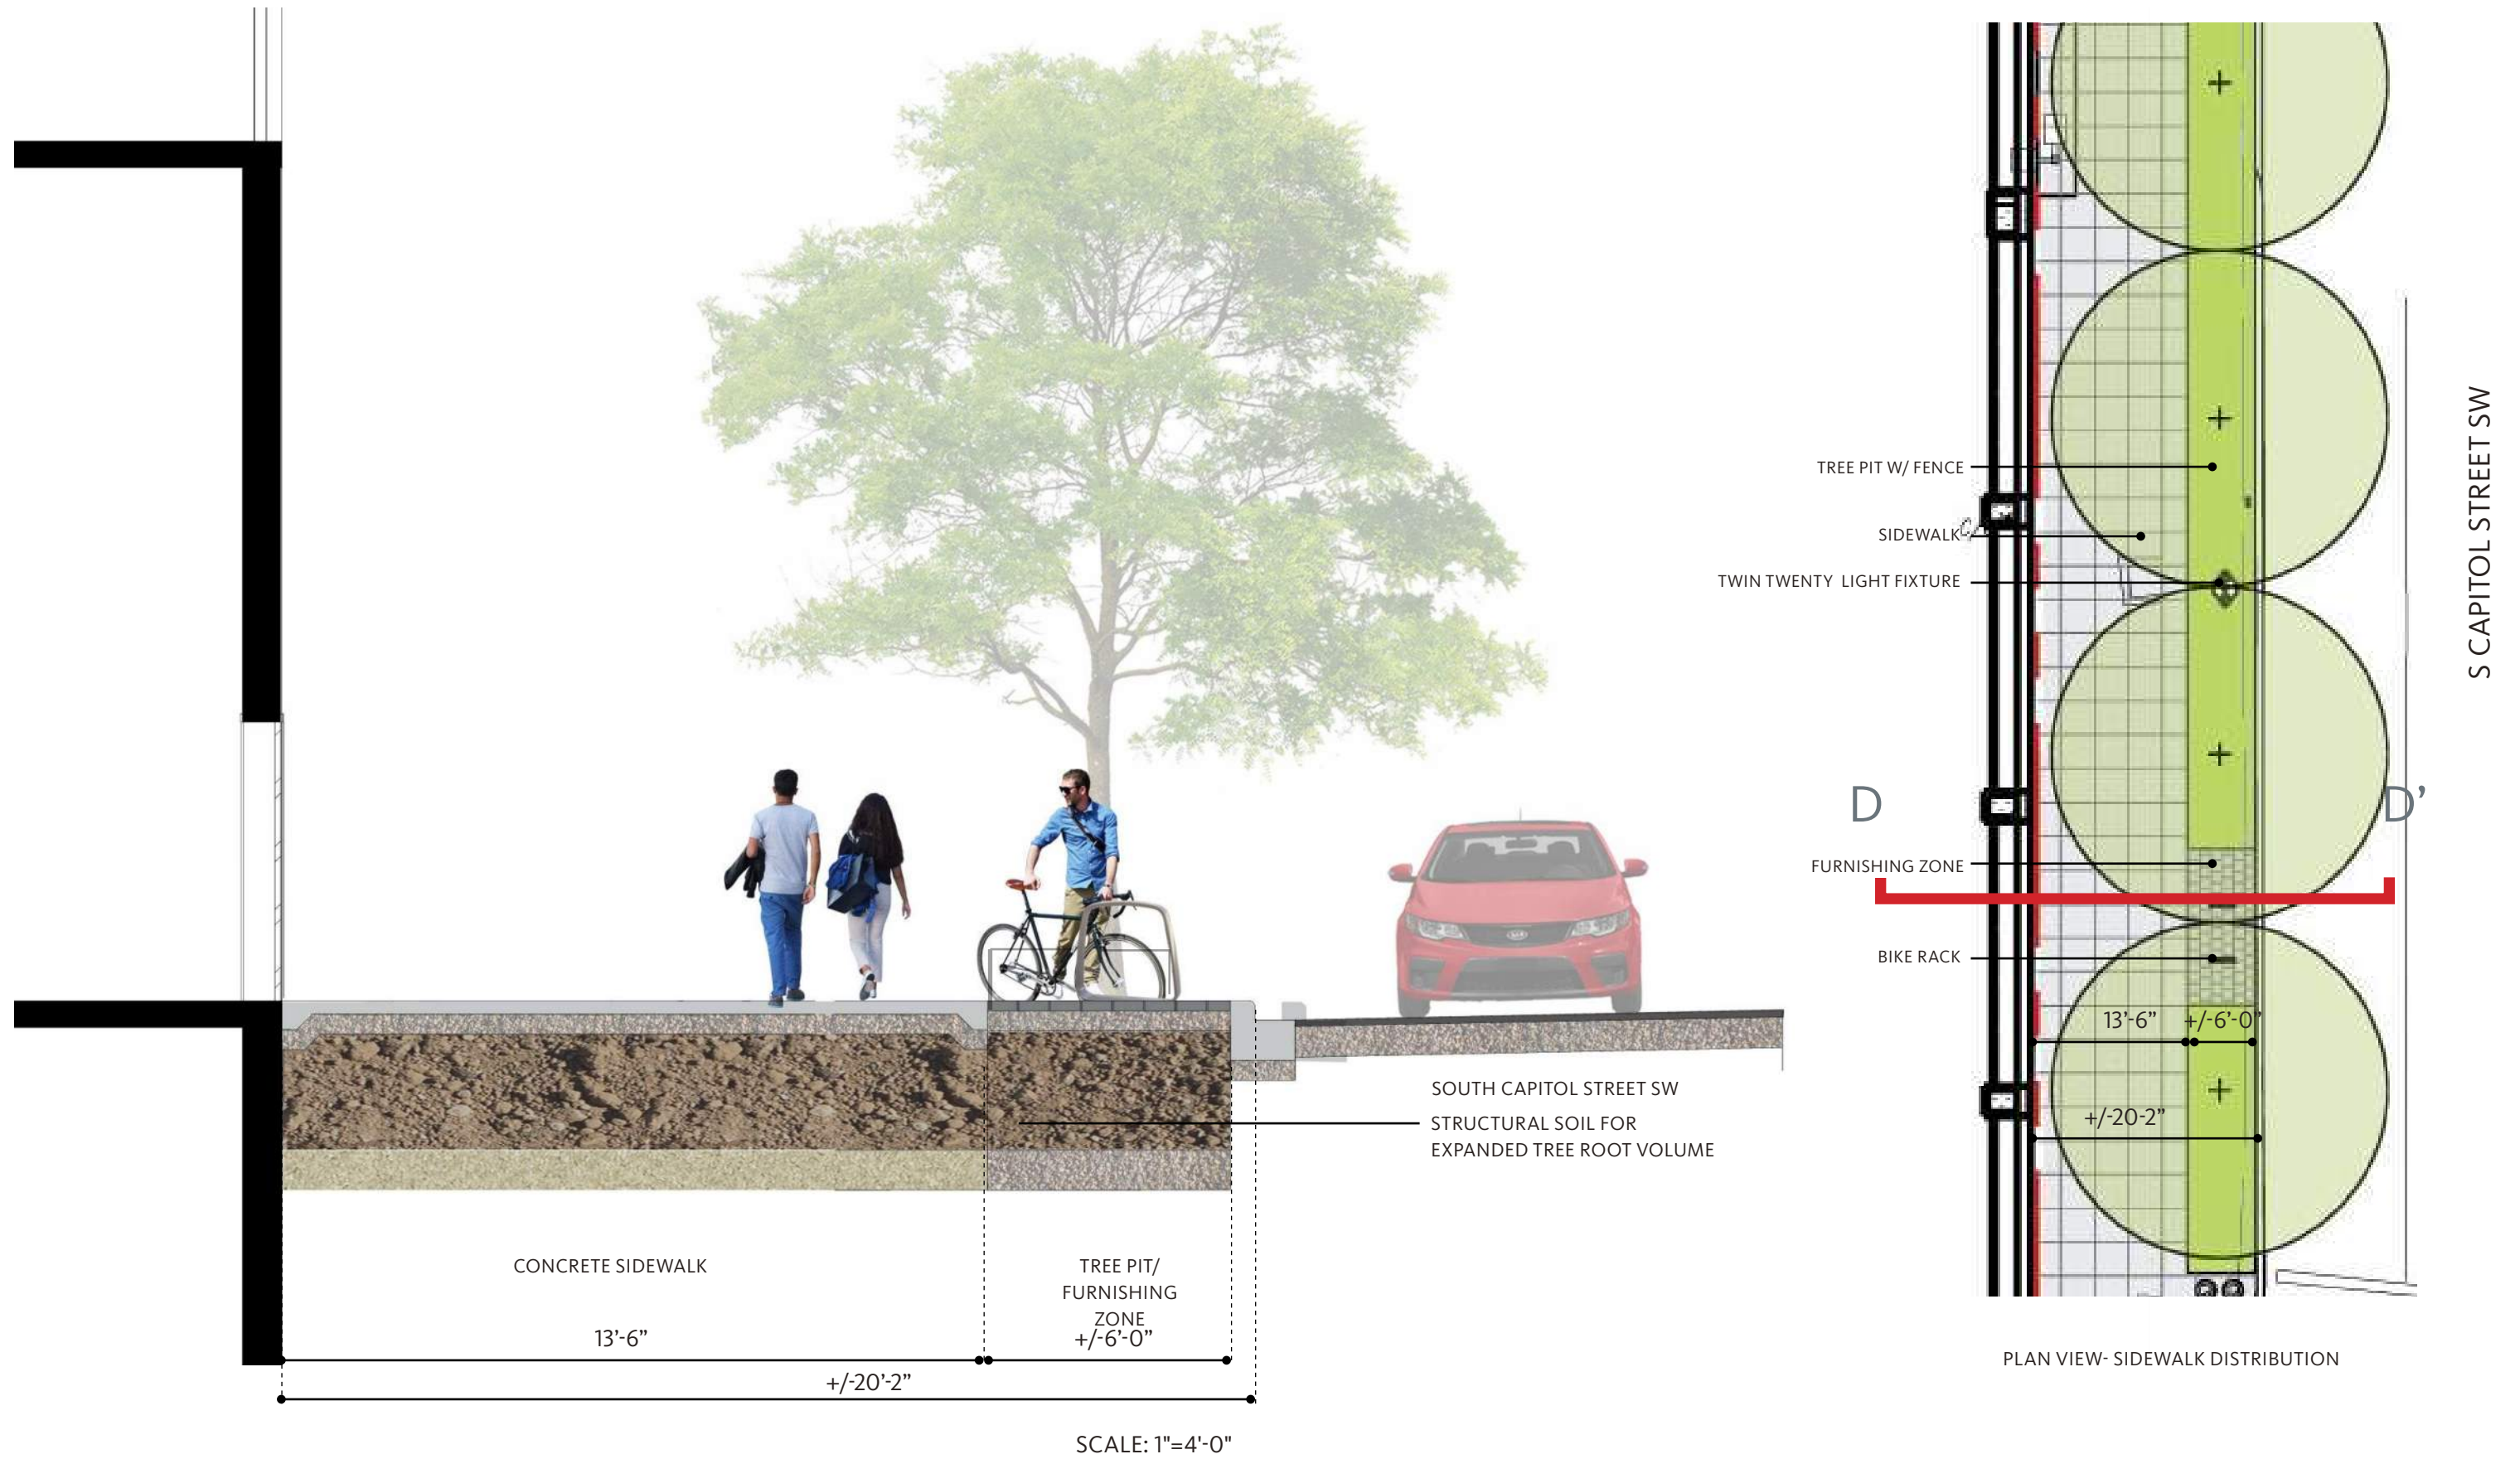 TREE PIT W/ FENCE
SIDEWALK
TWIN TWENTY LIGHT FIXTURE
S CAPITOL STREET SW
D
D’
FURNISHING ZONE
BIKE RACK
13’-6”
+/-6’-0”
+/-20-2”
SOUTH CAPITOL STREET SW
STRUCTURAL SOIL FOR
EXPANDED TREE ROOT VOLUME
CONCRETE SIDEWALK
TREE PIT/
FURNISHING
ZONE
13’-6”
+/-6’-0”
+/-20’-2”
SCALE: 1"=4'-0"
PLAN VIEW- SIDEWALK DISTRIBUTION